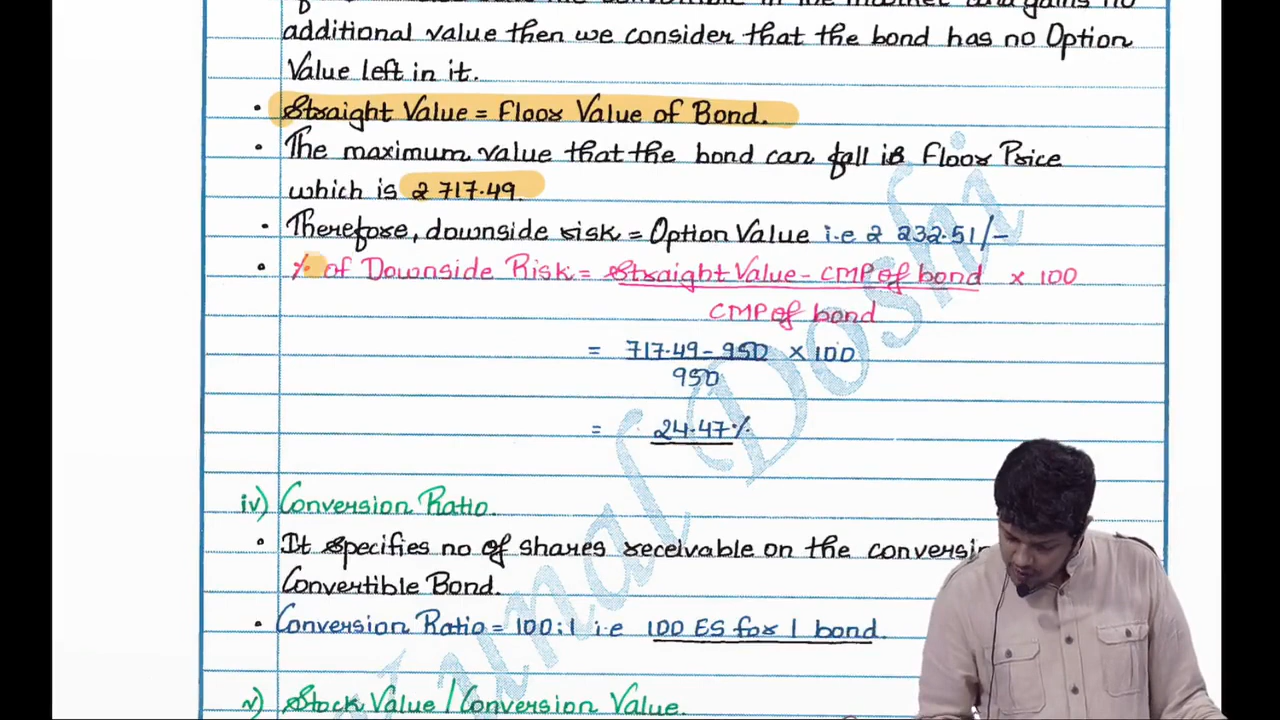 additional value then we consider that the bond has no Option
Value left in it.
• Straight Value = Floor Value of Bond.
• The maximum value that the bond can fall is Floor Price
which is ₹ 717.49.
• Therefore, downside risk = Option Value i.e ₹ 232.51/-
• % of Downside Risk = Straight Value - CMP of bond × 100
CMP of bond
= 717.49 - 950 × 100
950
= 24.47%
iv) Conversion Ratio.
• It specifies no of shares receivable on the
Convertible Bond.
• Conversion Ratio = 100:1 i.e 100 ES for 1 bond.
v) Stock Value / Conversion Value.
Jinal Doshi